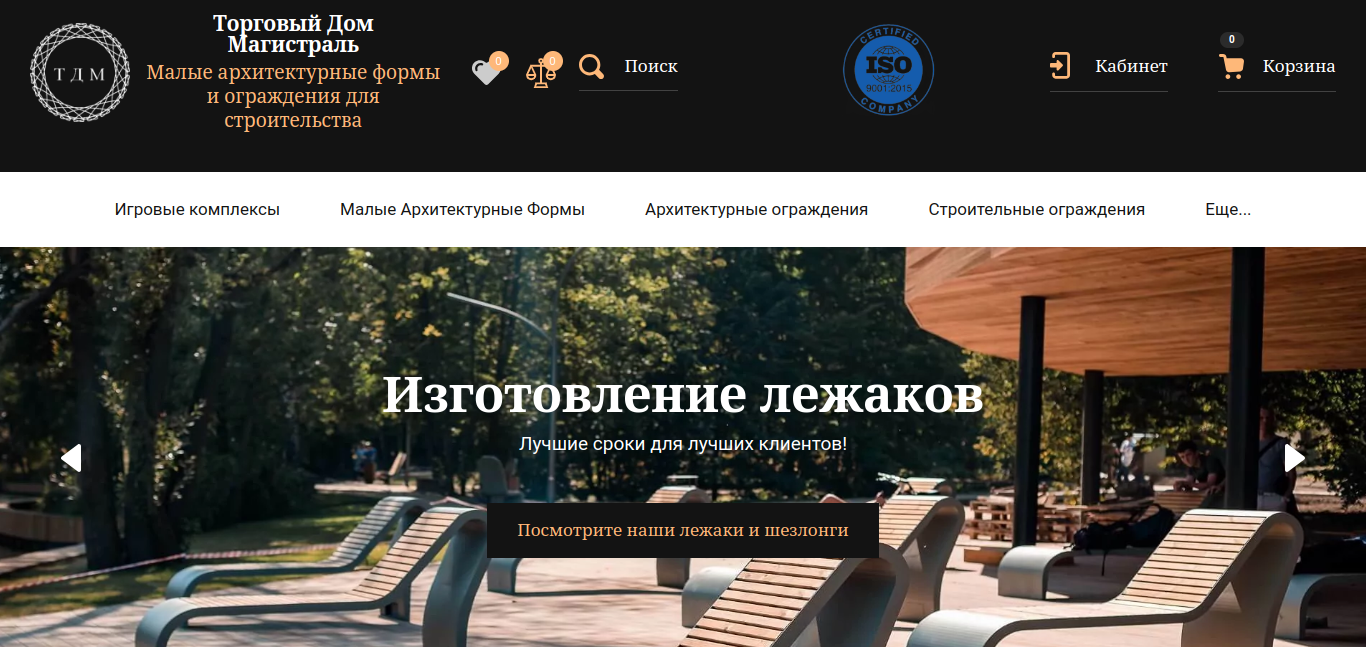 ТДМ
Торговый Дом
Магистраль
Малые архитектурные формы
и ограждения для
строительства
0
0
Поиск
CERTIFIED
ISO
9001:2015
COMPANY
Кабинет
0
Корзина
Игровые комплексы
Малые Архитектурные Формы
Архитектурные ограждения
Строительные ограждения
Еще...
Изготовление лежаков
Лучшие сроки для лучших клиентов!
Посмотрите наши лежаки и шезлонги